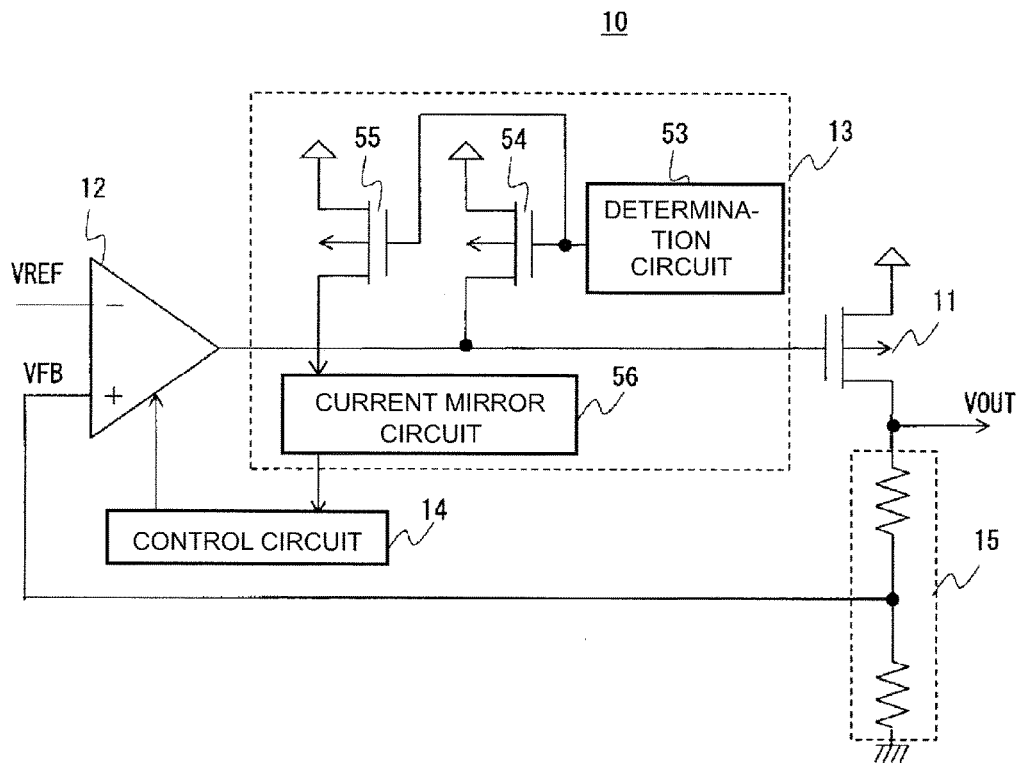 10
55
54
53
13
DETERMINA-
TION
CIRCUIT
12
VREF
−
11
VFB
+
56
CURRENT MIRROR
CIRCUIT
VOUT
14
CONTROL CIRCUIT
15